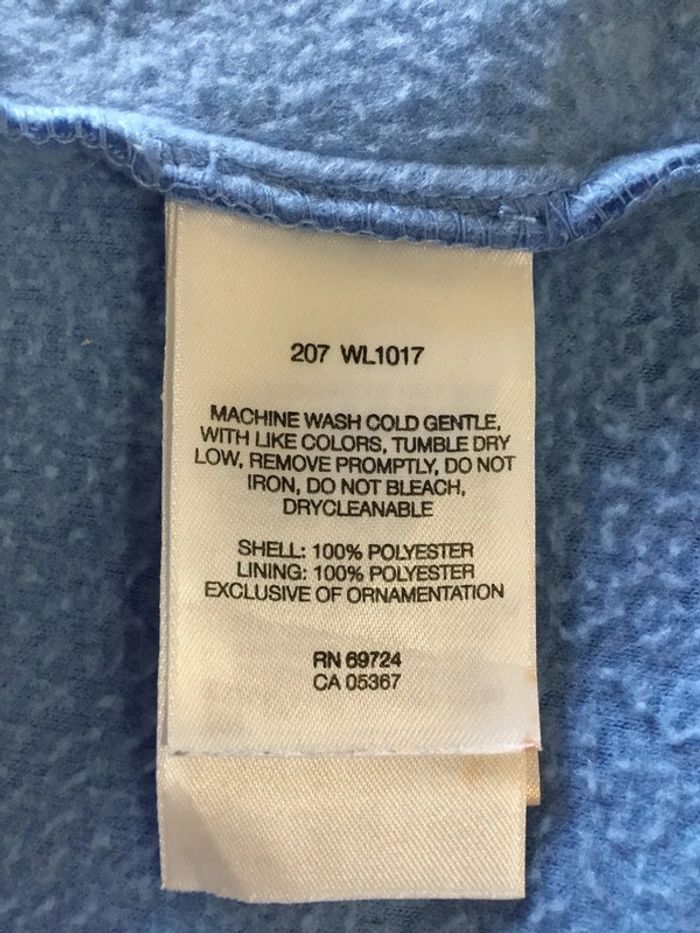 207 WL1017
MACHINE WASH COLD GENTLE,
WITH LIKE COLORS, TUMBLE DRY
LOW, REMOVE PROMPTLY, DO NOT
IRON, DO NOT BLEACH,
DRYCLEANABLE
SHELL: 100% POLYESTER
LINING: 100% POLYESTER
EXCLUSIVE OF ORNAMENTATION
RN 69724
CA 05367